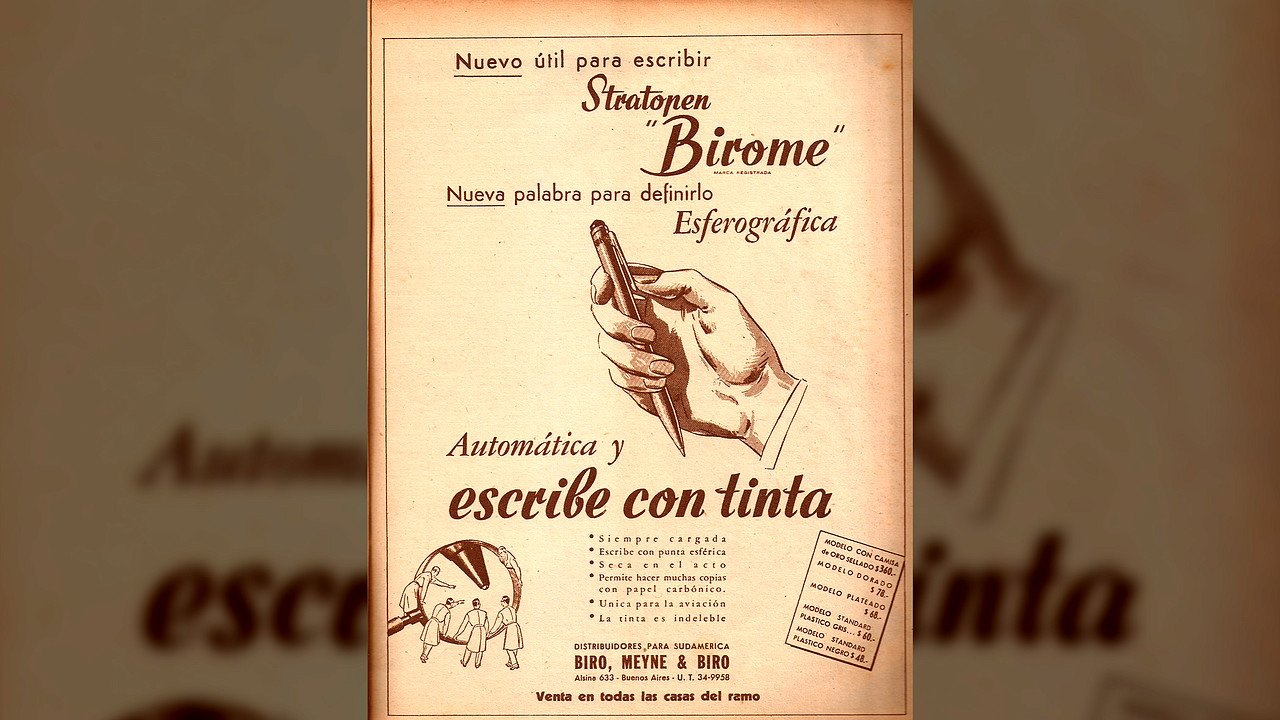 Nuevo útil para escribir
Stratopen
"Birome"
MARCA REGISTRADA
Nueva palabra para definirlo
Esferográfica
Automática y
escribe con tinta
• Siempre cargada
• Escribe con punta esférica
• Seca en el acto
• Permite hacer muchas copias
con papel carbónico.
• Unica para la aviación
• La tinta es indeleble
MODELO CON CAMISA
de ORO SELLADO $360.-
MODELO DORADO
$ 78.-
MODELO PLATEADO
$ 68.-
MODELO STANDARD
PLASTICO GRIS... $ 60.-
MODELO STANDARD
PLASTICO NEGRO $ 48.-
DISTRIBUIDORES PARA SUDAMERICA
BIRO, MEYNE & BIRO
Alsina 633 - Buenos Aires - U. T. 34-9958
Venta en todas las casas del ramo